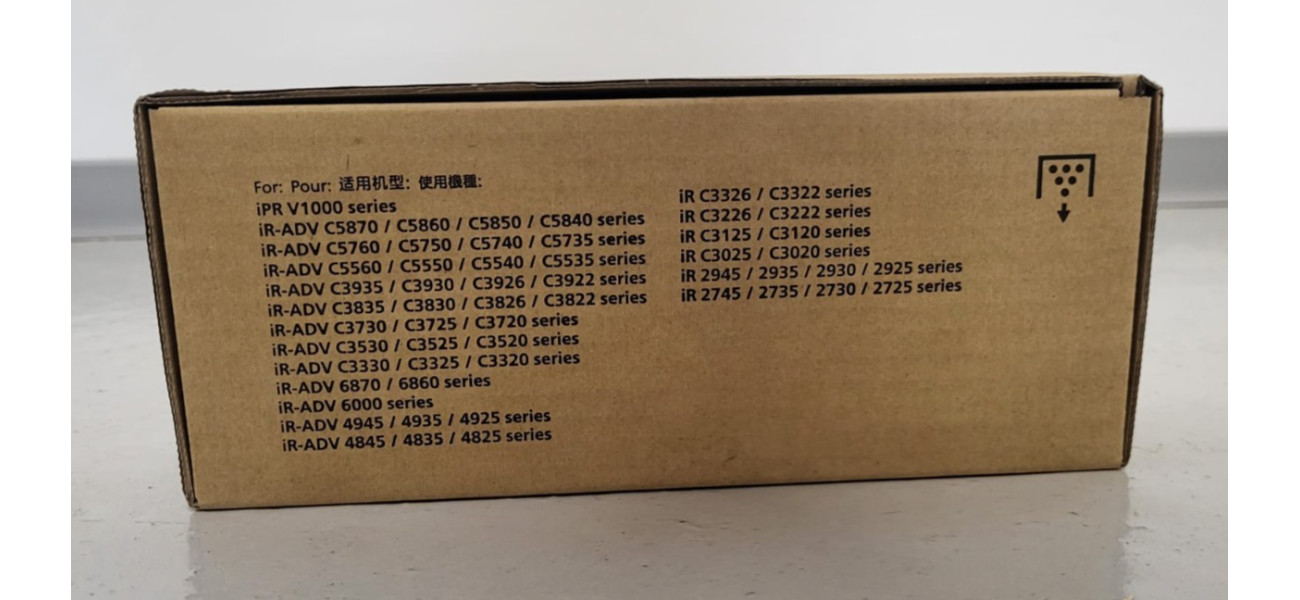 For: Pour: 适用机型: 使用機種:
iPR V1000 series
iR-ADV C5870 / C5860 / C5850 / C5840 series
iR-ADV C5760 / C5750 / C5740 / C5735 series
iR-ADV C5560 / C5550 / C5540 / C5535 series
iR-ADV C3935 / C3930 / C3926 / C3922 series
iR-ADV C3835 / C3830 / C3826 / C3822 series
iR-ADV C3730 / C3725 / C3720 series
iR-ADV C3530 / C3525 / C3520 series
iR-ADV C3330 / C3325 / C3320 series
iR-ADV 6870 / 6860 series
iR-ADV 6000 series
iR-ADV 4945 / 4935 / 4925 series
iR-ADV 4845 / 4835 / 4825 series
iR C3326 / C3322 series
iR C3226 / C3222 series
iR C3125 / C3120 series
iR C3025 / C3020 series
iR 2945 / 2935 / 2930 / 2925 series
iR 2745 / 2735 / 2730 / 2725 series